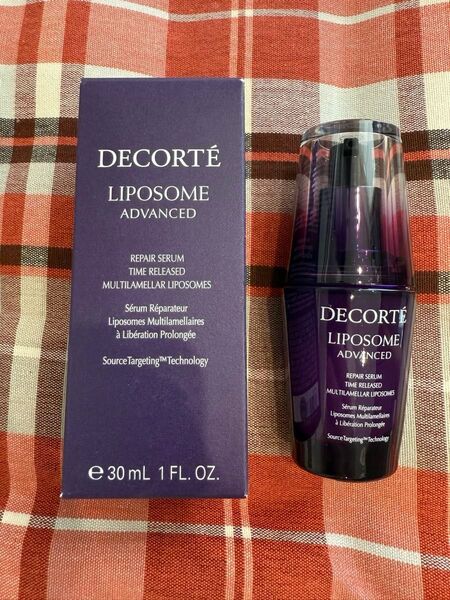 DECORTÉ
LIPOSOME
ADVANCED
REPAIR SERUM
TIME RELEASED
MULTILAMELLAR LIPOSOMES
Sérum Réparateur
Liposomes Multilamellaires
à Libération Prolongée
SourceTargeting™Technology
℮ 30 mL 1 FL. OZ.
DECORTÉ
LIPOSOME
ADVANCED
REPAIR SERUM
TIME RELEASED
MULTILAMELLAR LIPOSOMES
Sérum Réparateur
Liposomes Multilamellaires
à Libération Prolongée
SourceTargeting™Technology